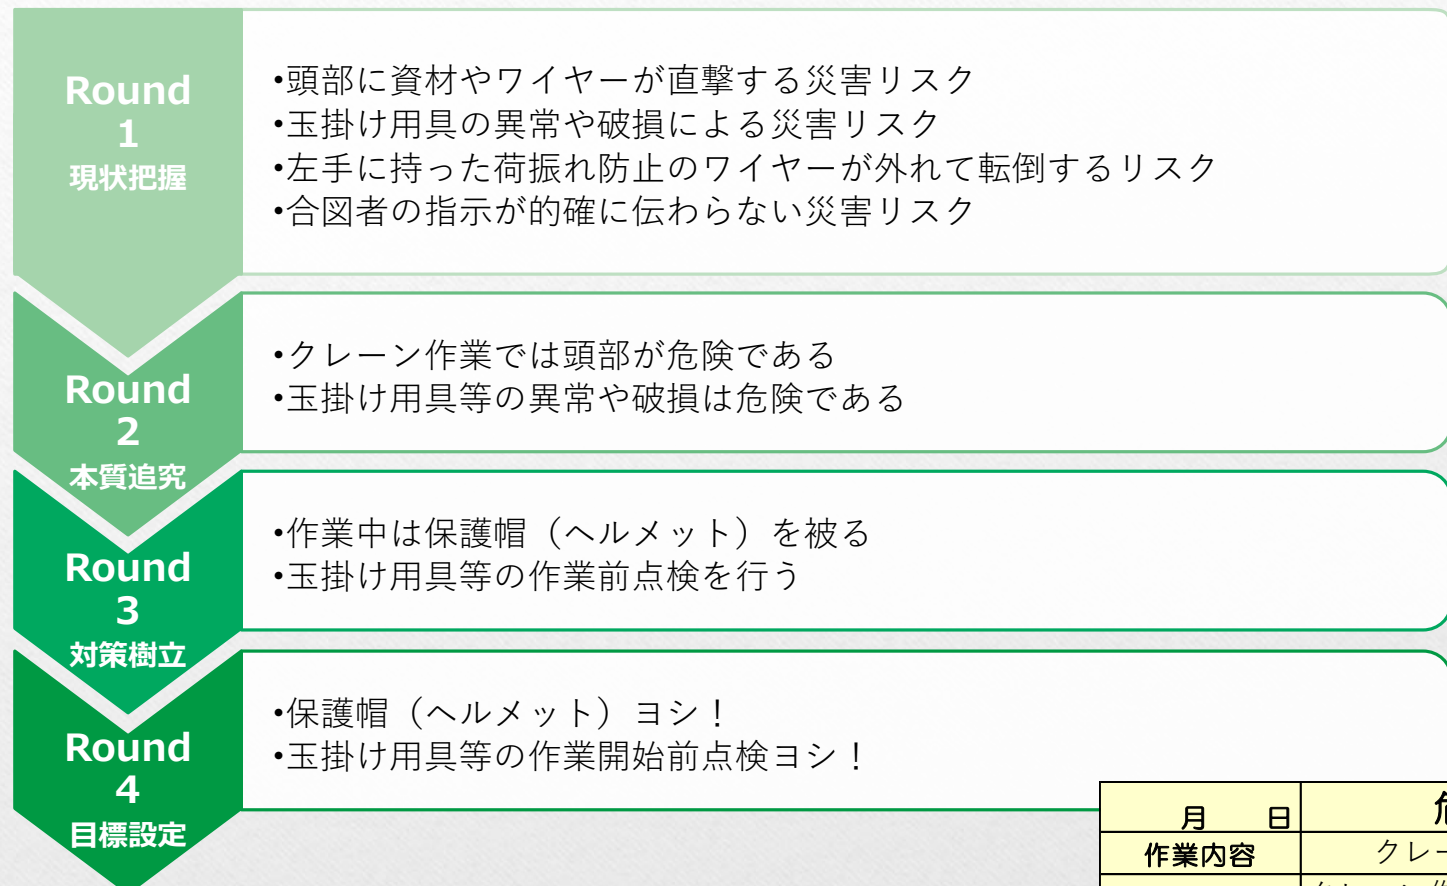 Round
1
現状把握
•頭部に資材やワイヤーが直撃する災害リスク
•玉掛け用具の異常や破損による災害リスク
•左手に持った荷振れ防止のワイヤーが外れて転倒するリスク
•合図者の指示が的確に伝わらない災害リスク
Round
2
本質追究
•クレーン作業では頭部が危険である
•玉掛け用具等の異常や破損は危険である
Round
3
対策樹立
•作業中は保護帽（ヘルメット）を被る
•玉掛け用具等の作業前点検を行う
Round
4
目標設定
•保護帽（ヘルメット）ヨシ！
•玉掛け用具等の作業開始前点検ヨシ！
月 日
作業内容 クレー